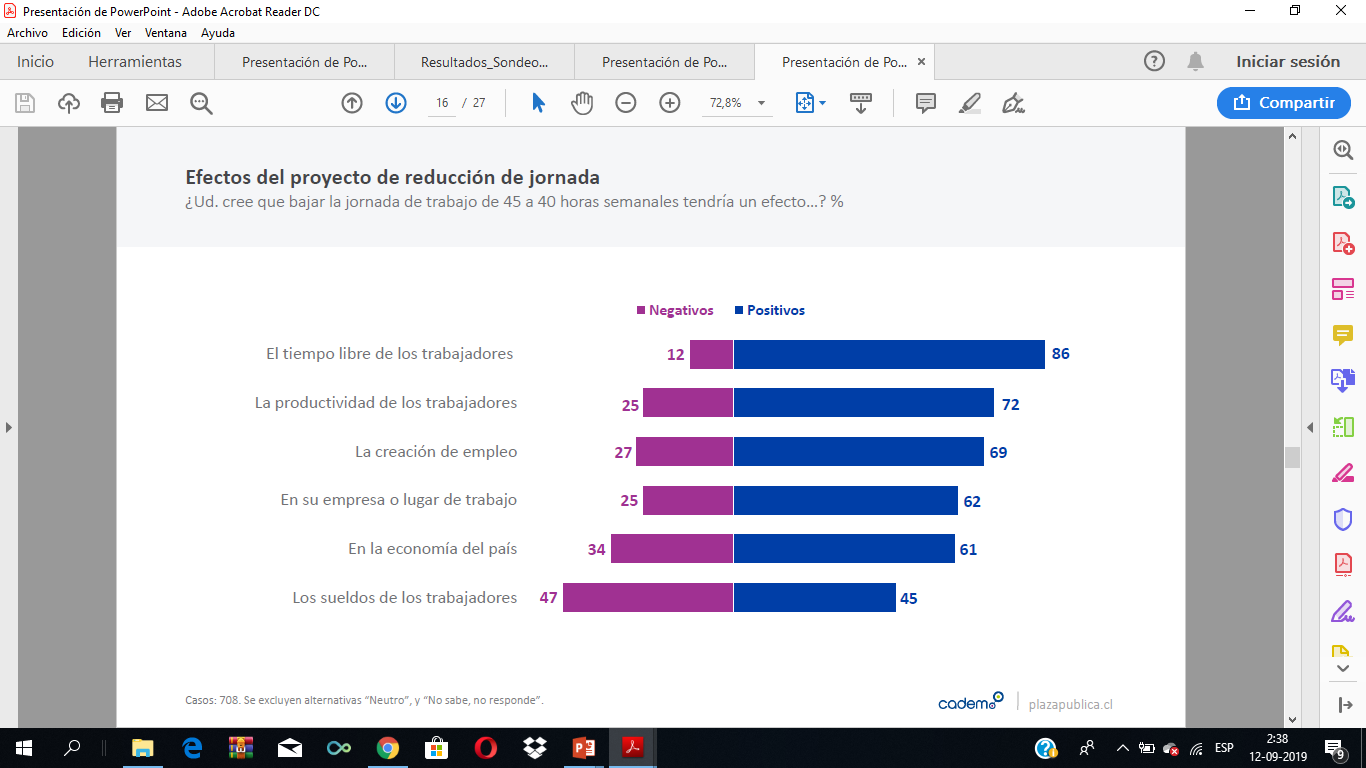 Presentación de PowerPoint - Adobe Acrobat Reader DC
Archivo Edición Ver Ventana Ayuda
Inicio Herramientas Presentación de Po... Resultados_Sondeo... Presentación de Po... Presentación de Po... × Iniciar sesión
16 / 27 72,8% Compartir
Efectos del proyecto de reducción de jornada
¿Ud. cree que bajar la jornada de trabajo de 45 a 40 horas semanales tendría un efecto...? %
Negativos Positivos
El tiempo libre de los trabajadores 12 86
La productividad de los trabajadores 25 72
La creación de empleo 27 69
En su empresa o lugar de trabajo 25 62
En la economía del país 34 61
Los sueldos de los trabajadores 47 45
Casos: 708. Se excluyen alternativas “Neutro”, y “No sabe, no responde”.
cadem plazapublica.cl
ESP 2:38
12-09-2019 9